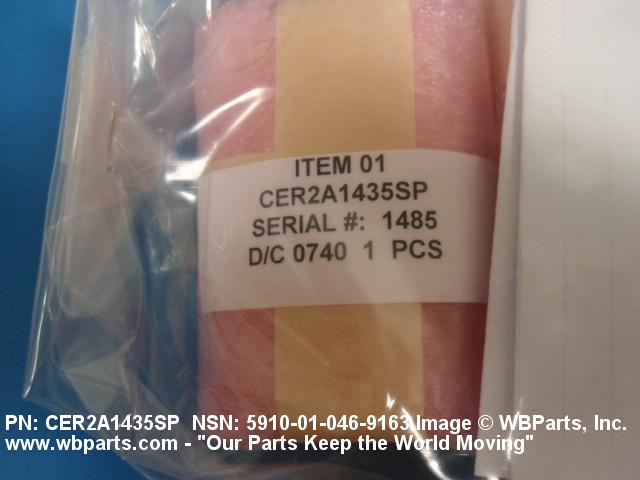 ITEM 01
CER2A1435SP
SERIAL #: 1485
D/C 0740 1 PCS
PN: CER2A1435SP NSN: 5910-01-046-9163 Image © WBParts, Inc.
www.wbparts.com - "Our Parts Keep the World Moving"